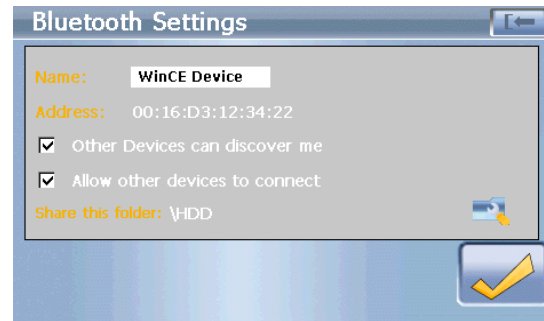 Bluetooth Settings
Name: WinCE Device
Address: 00:16:D3:12:34:22
Other Devices can discover me
Allow other devices to connect
Share this folder: \HDD